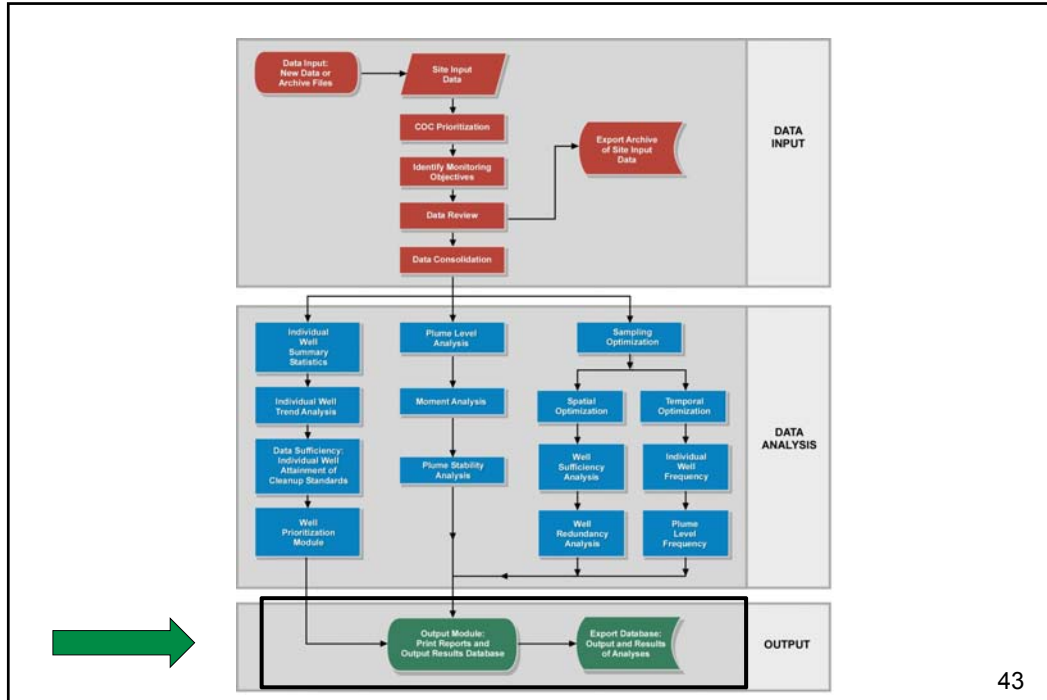 Data Input:
New Data or
Archive Files
Site Input
Data
COC Prioritization
Export Archive
of Site Input
Data
Identify Monitoring
Objectives
Data Review
Data Consolidation
DATA
INPUT
Individual
Well
Summary
Statistics
Plume Level
Analysis
Sampling
Optimization
Individual Well
Trend Analysis
Moment Analysis
Spatial
Optimization
Temporal
Optimization
Data Sufficiency:
Individual Well
Attainment of
Cleanup Standards
Plume Stability
Analysis
Well
Sufficiency
Analysis
Individual
Well
Frequency
Well
Prioritization
Module
Well
Redundancy
Analysis
Plume
Level
Frequency
DATA
ANALYSIS
Output Module:
Print Reports and
Output Results Database
Export Database:
Output and Results
of Analyses
OUTPUT
43